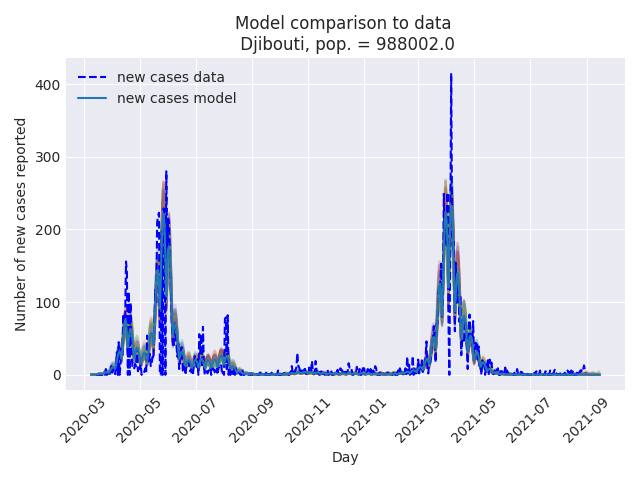 Model comparison to data
Djibouti, pop. = 988002.0
new cases data
new cases model
Number of new cases reported
400
300
200
100
0
2020-03
2020-05
2020-07
2020-09
2020-11
2021-01
2021-03
2021-05
2021-07
2021-09
Day